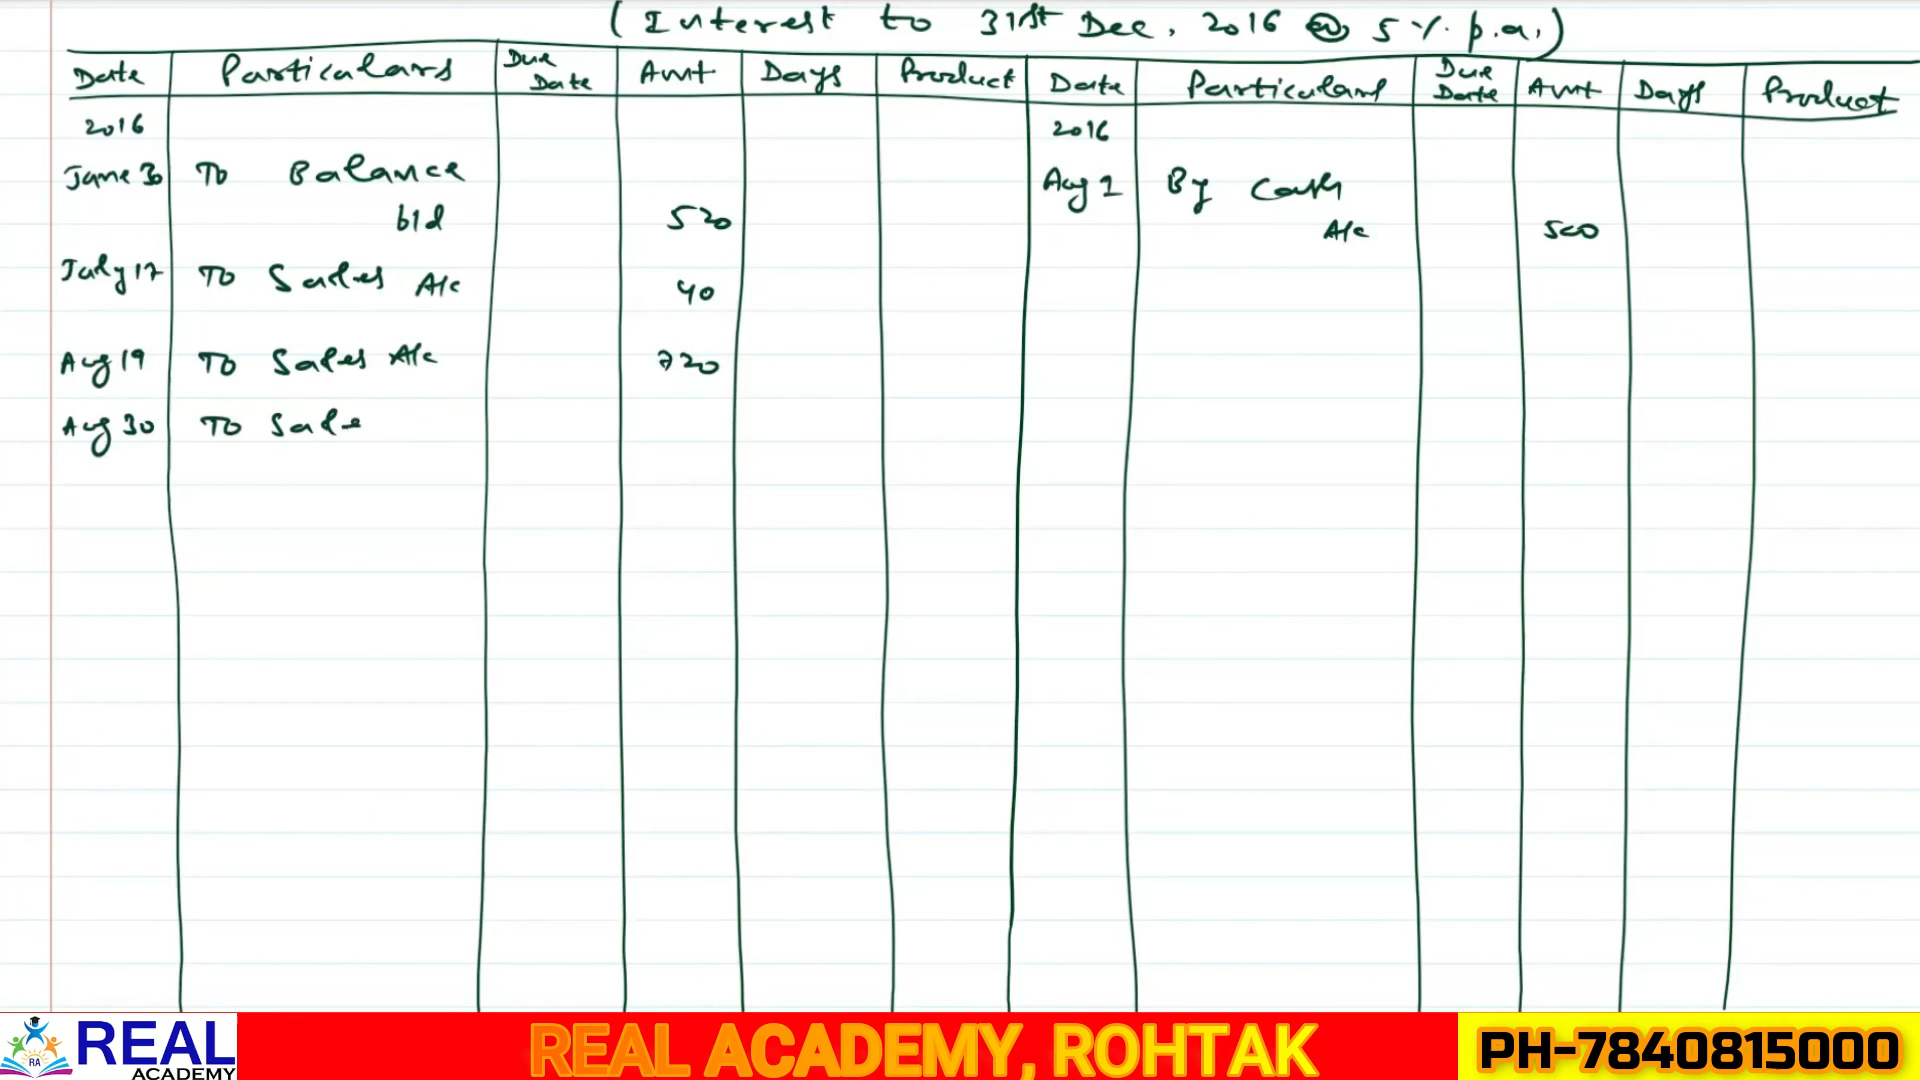 (Interest to 31st Dec. 2016 @ 5 %. p.a.)
Date Particulars Due Date Amt Days Product Date Particulars Due Date Amt Days Product
2016 2016
June 30 To Balance Aug 1 By Cash
b/d 520 A/c 500
July 17 To Sales A/c 40
Aug 19 To Sales A/c 720
Aug 30 To Sale
RA REAL ACADEMY
REAL ACADEMY, ROHTAK
PH-7840815000